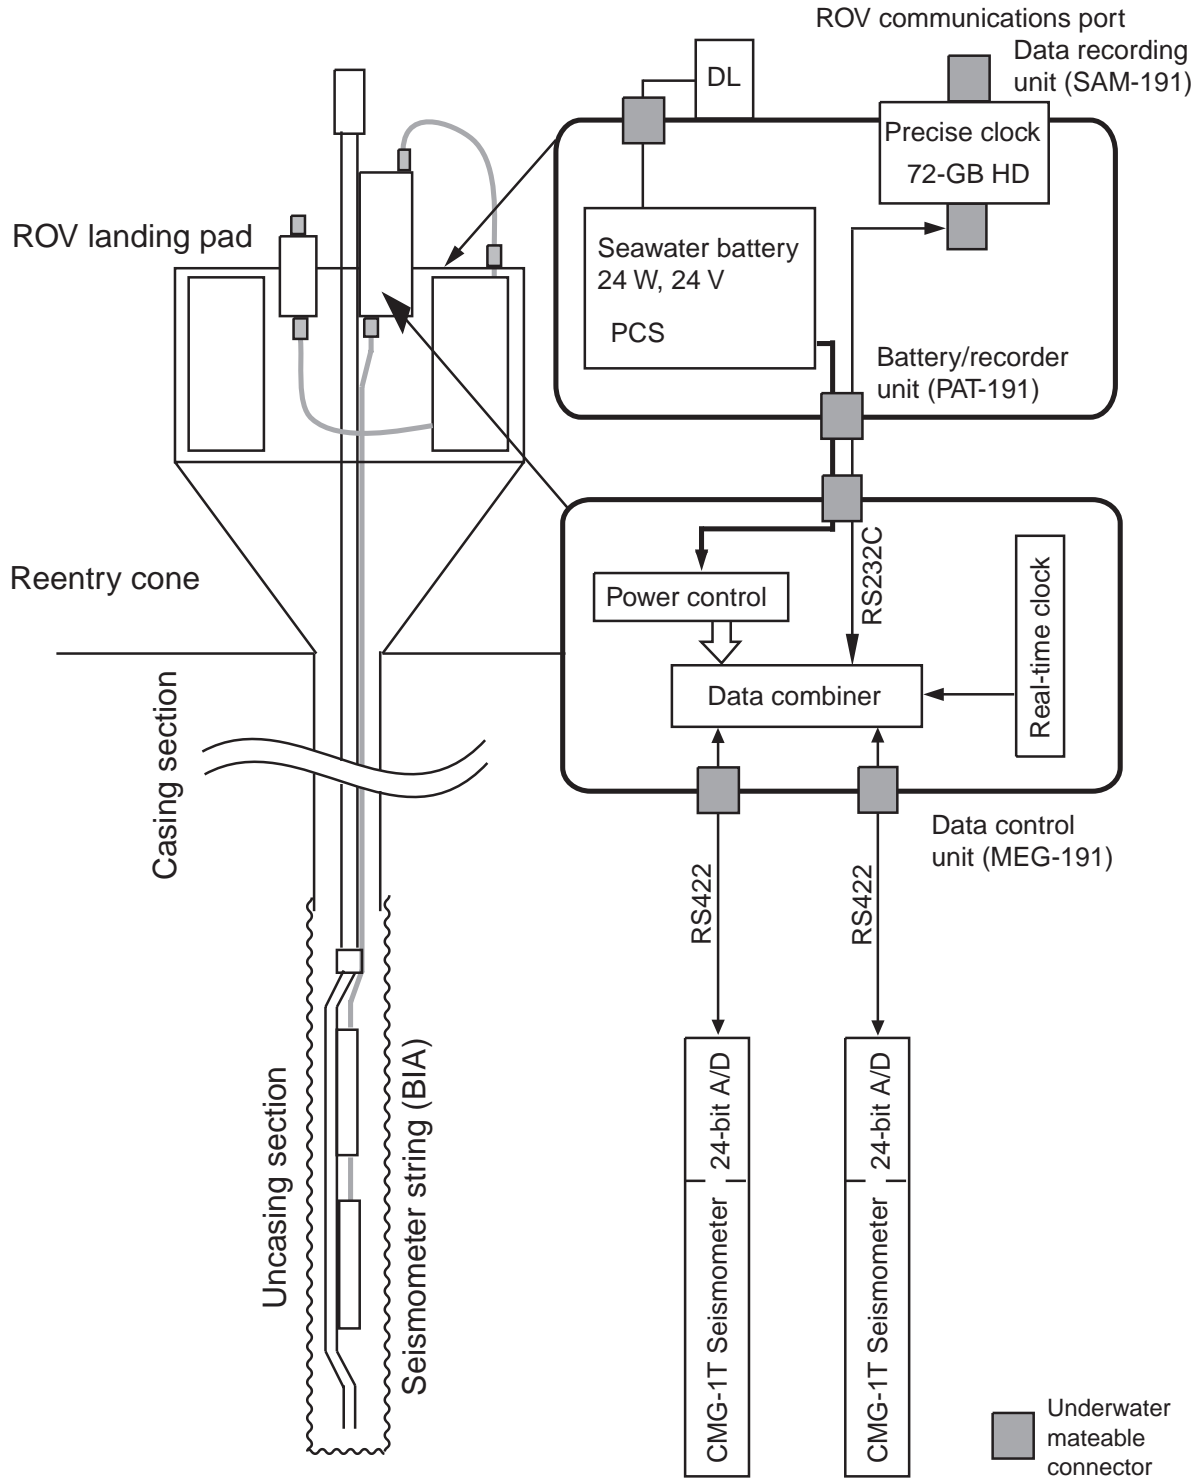 ROV communications port
Data recording
unit (SAM-191)
DL
Precise clock
72-GB HD
ROV landing pad
Seawater battery
24 W, 24 V
PCS
Battery/recorder
unit (PAT-191)
Reentry cone
Power control
RS232C
Real-time clock
Data combiner
Casing section
Data control
unit (MEG-191)
RS422
RS422
Uncasing section
Seismometer string (BIA)
24-bit A/D
24-bit A/D
CMG-1T Seismometer
CMG-1T Seismometer
Underwater
mateable
connector